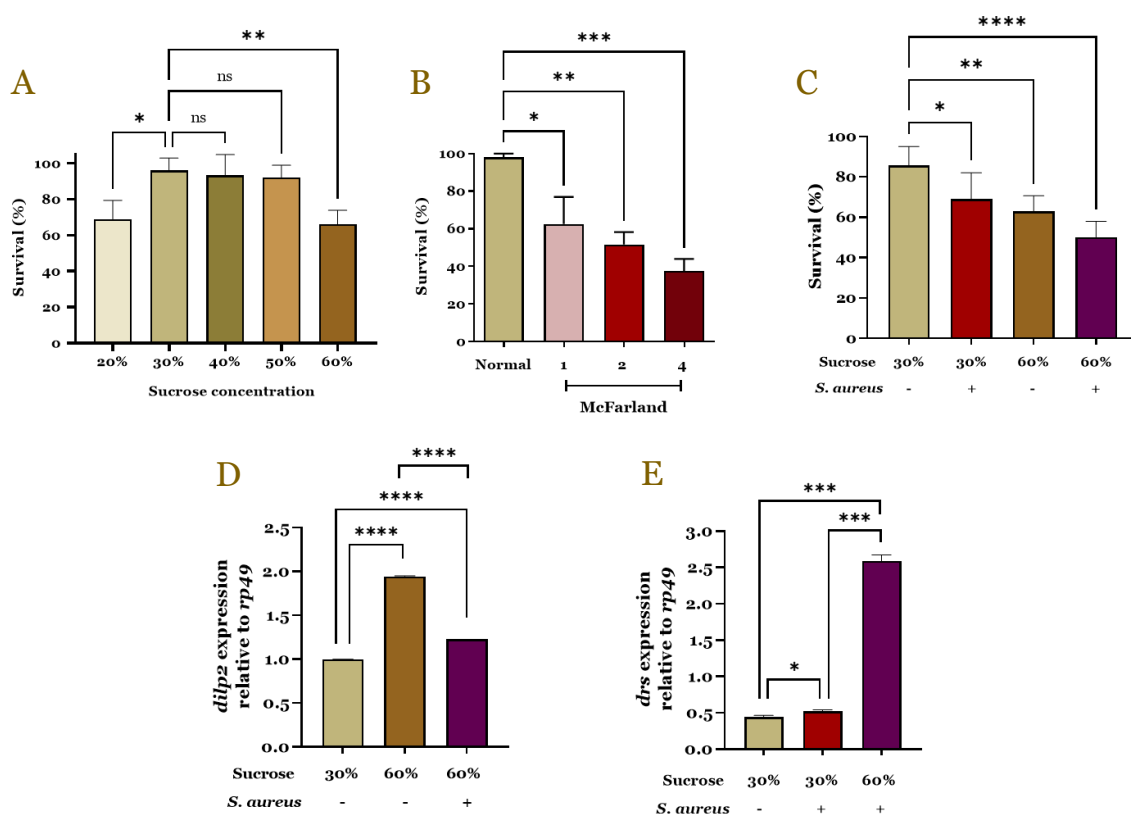 A
**
ns
*
ns
Survival (%)
100
80
60
40
20
0
20% 30% 40% 50% 60%
Sucrose concentration
B
***
**
*
Survival (%)
100
80
60
40
20
0
Normal 1 2 4
McFarland
C
****
**
*
Survival (%)
100
80
60
40
20
0
Sucrose 30% 30% 60% 60%
S. aureus - + - +
D
****
****
****
dilp2 expression
relative to rp49
2.5
2.0
1.5
1.0
0.5
0.0
Sucrose 30% 60% 60%
S. aureus - - +
E
***
***
*
drs expression
relative to rp49
3.0
2.5
2.0
1.5
1.0
0.5
0.0
Sucrose 30% 30% 60%
S. aureus - + +